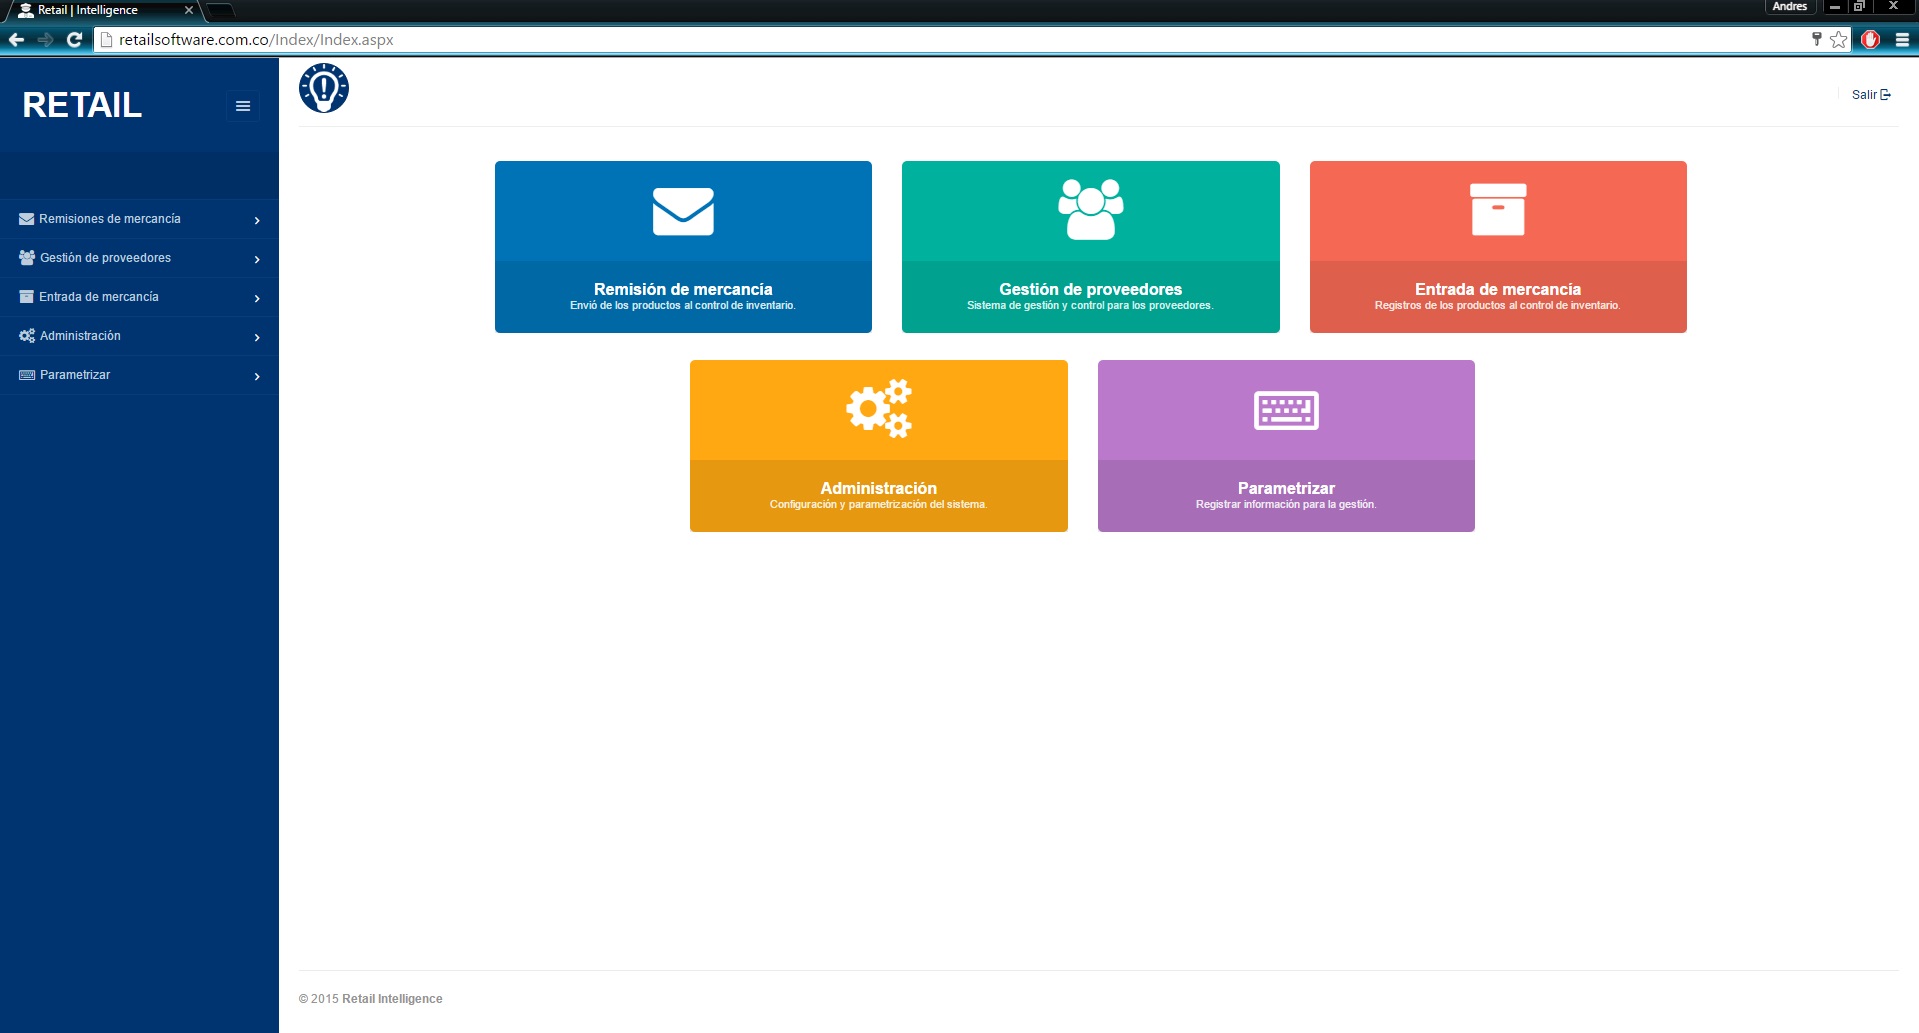 Retail | Intelligence
Andres
retailsoftware.com.co/Index/Index.aspx
RETAIL
Salir
Remisiones de mercancía
Gestión de proveedores
Entrada de mercancía
Administración
Parametrizar
Remisión de mercancía
Envió de los productos al control de inventario.
Gestión de proveedores
Sistema de gestión y control para los proveedores.
Entrada de mercancía
Registros de los productos al control de inventario.
Administración
Configuración y parametrización del sistema.
Parametrizar
Registrar información para la gestión.
© 2015 Retail Intelligence